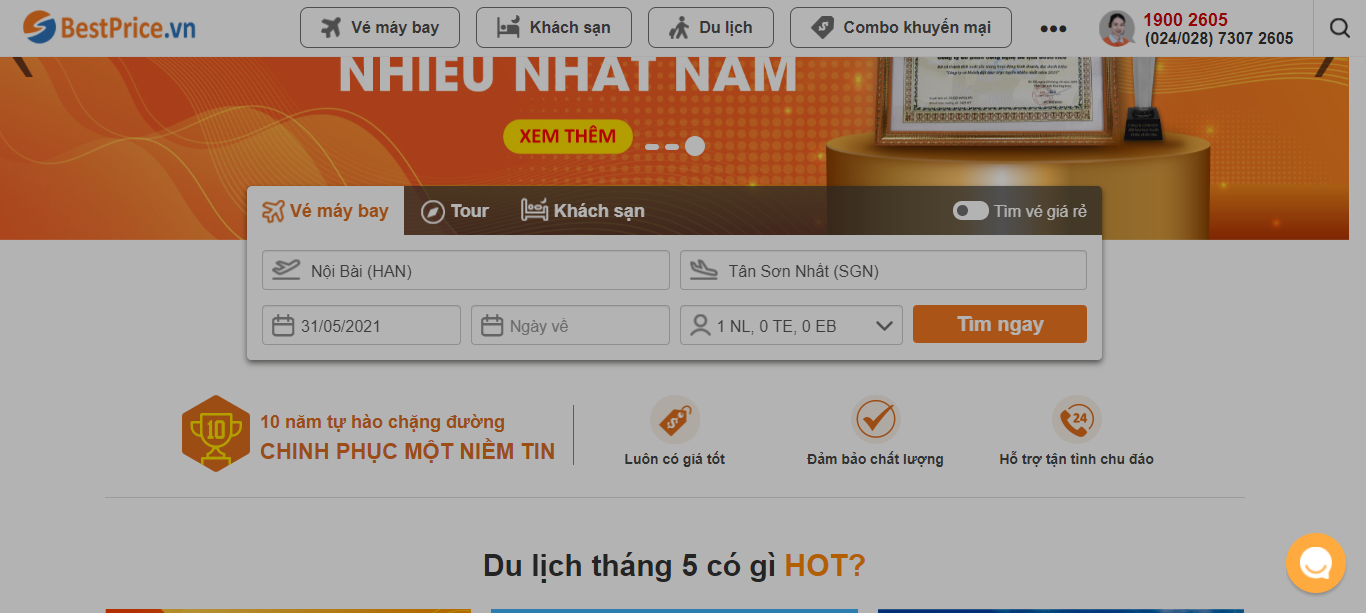 BestPrice.vn
Vé máy bay
Khách sạn
Du lịch
Combo khuyến mại
1900 2605
(024/028) 7307 2605
NHIỀU NHẤT NĂM
XEM THÊM
Vé máy bay
Tour
Khách sạn
Tìm vé giá rẻ
Nội Bài (HAN)
Tân Sơn Nhất (SGN)
31/05/2021
Ngày về
1 NL, 0 TE, 0 EB
Tìm ngay
10
10 năm tự hào chặng đường
CHINH PHỤC MỘT NIỀM TIN
Luôn có giá tốt
Đảm bảo chất lượng
24
Hỗ trợ tận tình chu đáo
Du lịch tháng 5 có gì HOT?